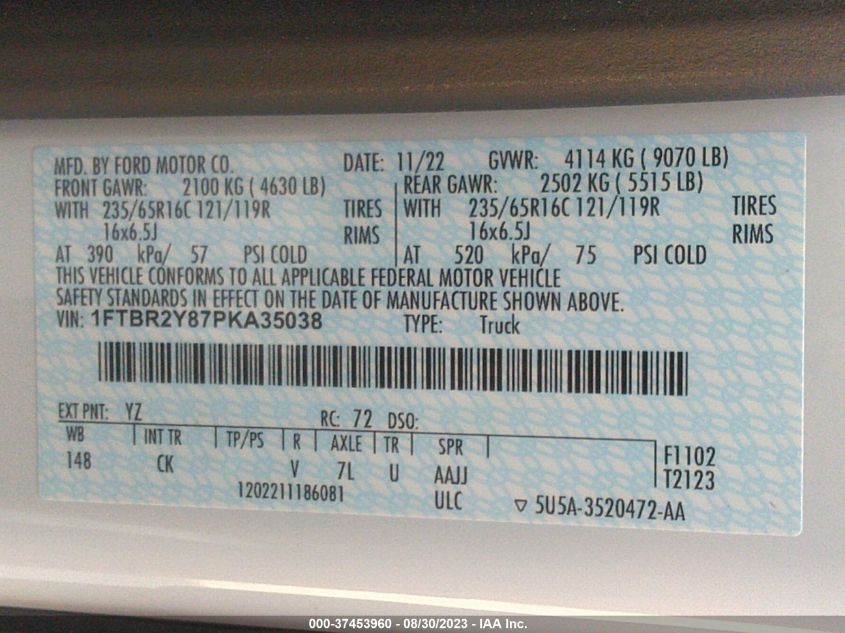 MFD. BY FORD MOTOR CO. DATE: 11/22 GVWR: 4114 KG ( 9070 LB)
FRONT GAWR: 2100 KG ( 4630 LB) REAR GAWR: 2502 KG ( 5515 LB)
WITH 235/65R16C 121/119R TIRES WITH 235/65R16C 121/119R TIRES
16x6.5J RIMS 16x6.5J RIMS
AT 390 kPa/ 57 PSI COLD AT 520 kPa/ 75 PSI COLD
THIS VEHICLE CONFORMS TO ALL APPLICABLE FEDERAL MOTOR VEHICLE
SAFETY STANDARDS IN EFFECT ON THE DATE OF MANUFACTURE SHOWN ABOVE.
VIN: 1FTBR2Y87PKA35038 TYPE: Truck
EXT PNT: YZ RC: 72 DSO:
WB INT TR TP/PS R AXLE TR SPR F1102
148 CK V 7L U AAJJ T2123
1202211186081 ULC ▽ 5U5A-3520472-AA
000-37453960 - 08/30/2023 - IAA Inc.